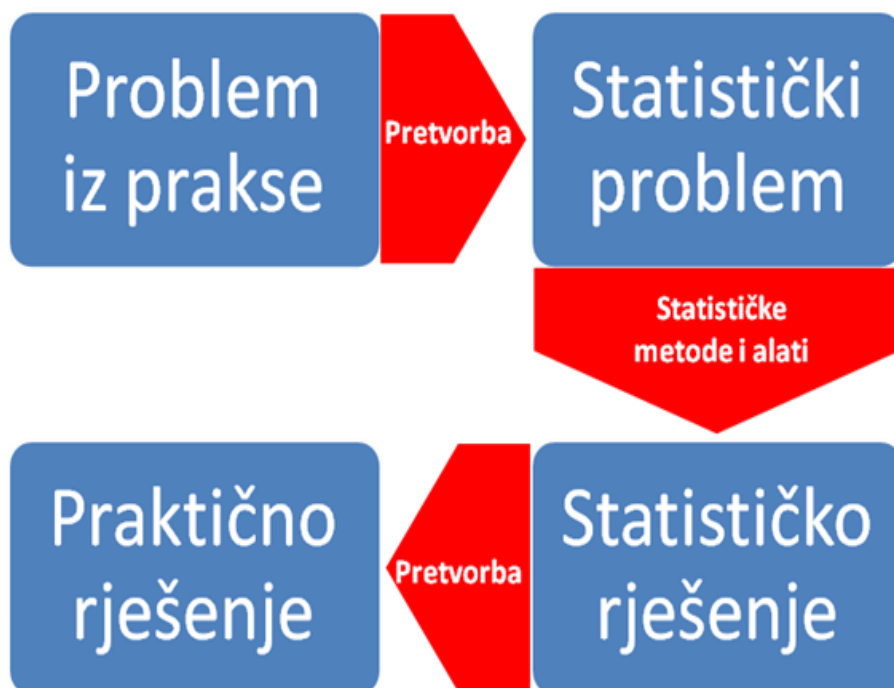 Problem
iz prakse
Pretvorba
Statistički
problem
Statističke
metode i alati
Statističko
rješenje
Pretvorba
Praktično
rješenje